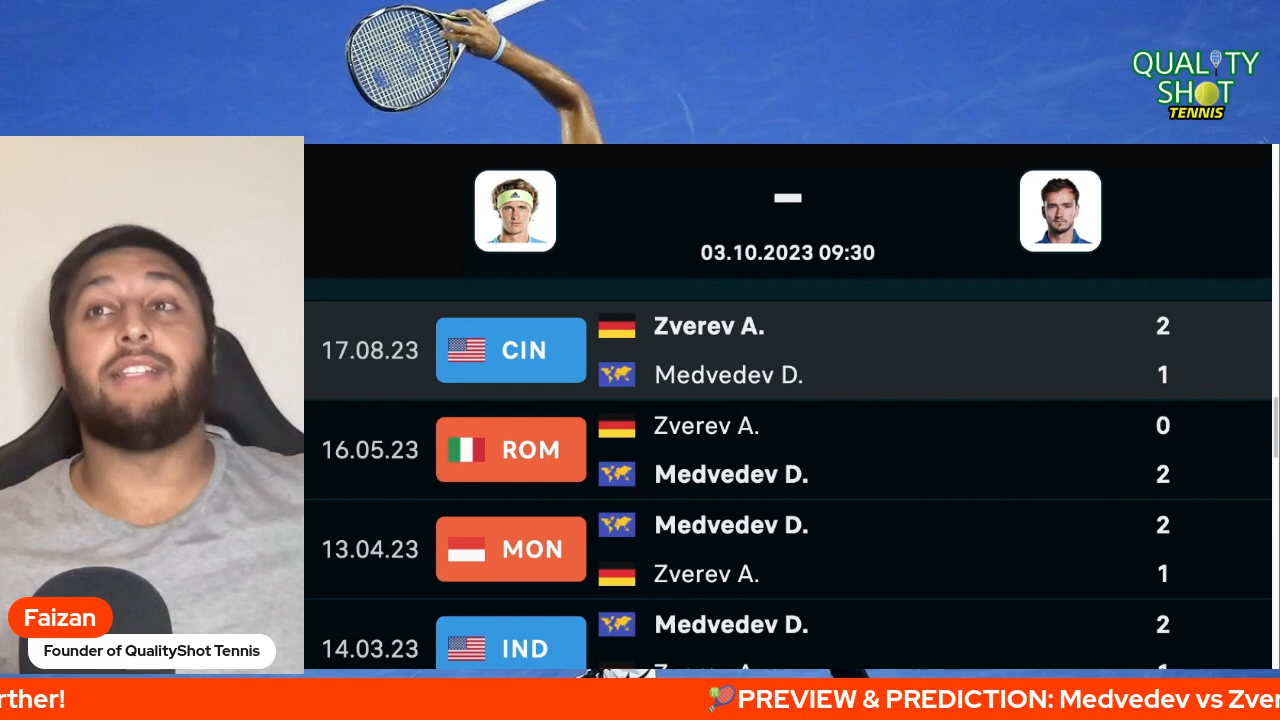 QUALITY
SHOT
TENNIS
03.10.2023 09:30
17.08.23
CIN
Zverev A.
2
Medvedev D.
1
16.05.23
ROM
Zverev A.
0
Medvedev D.
2
13.04.23
MON
Medvedev D.
2
Zverev A.
1
14.03.23
IND
Medvedev D.
2
Faizan
Founder of QualityShot Tennis
rther!
PREVIEW & PREDICTION: Medvedev vs Zver